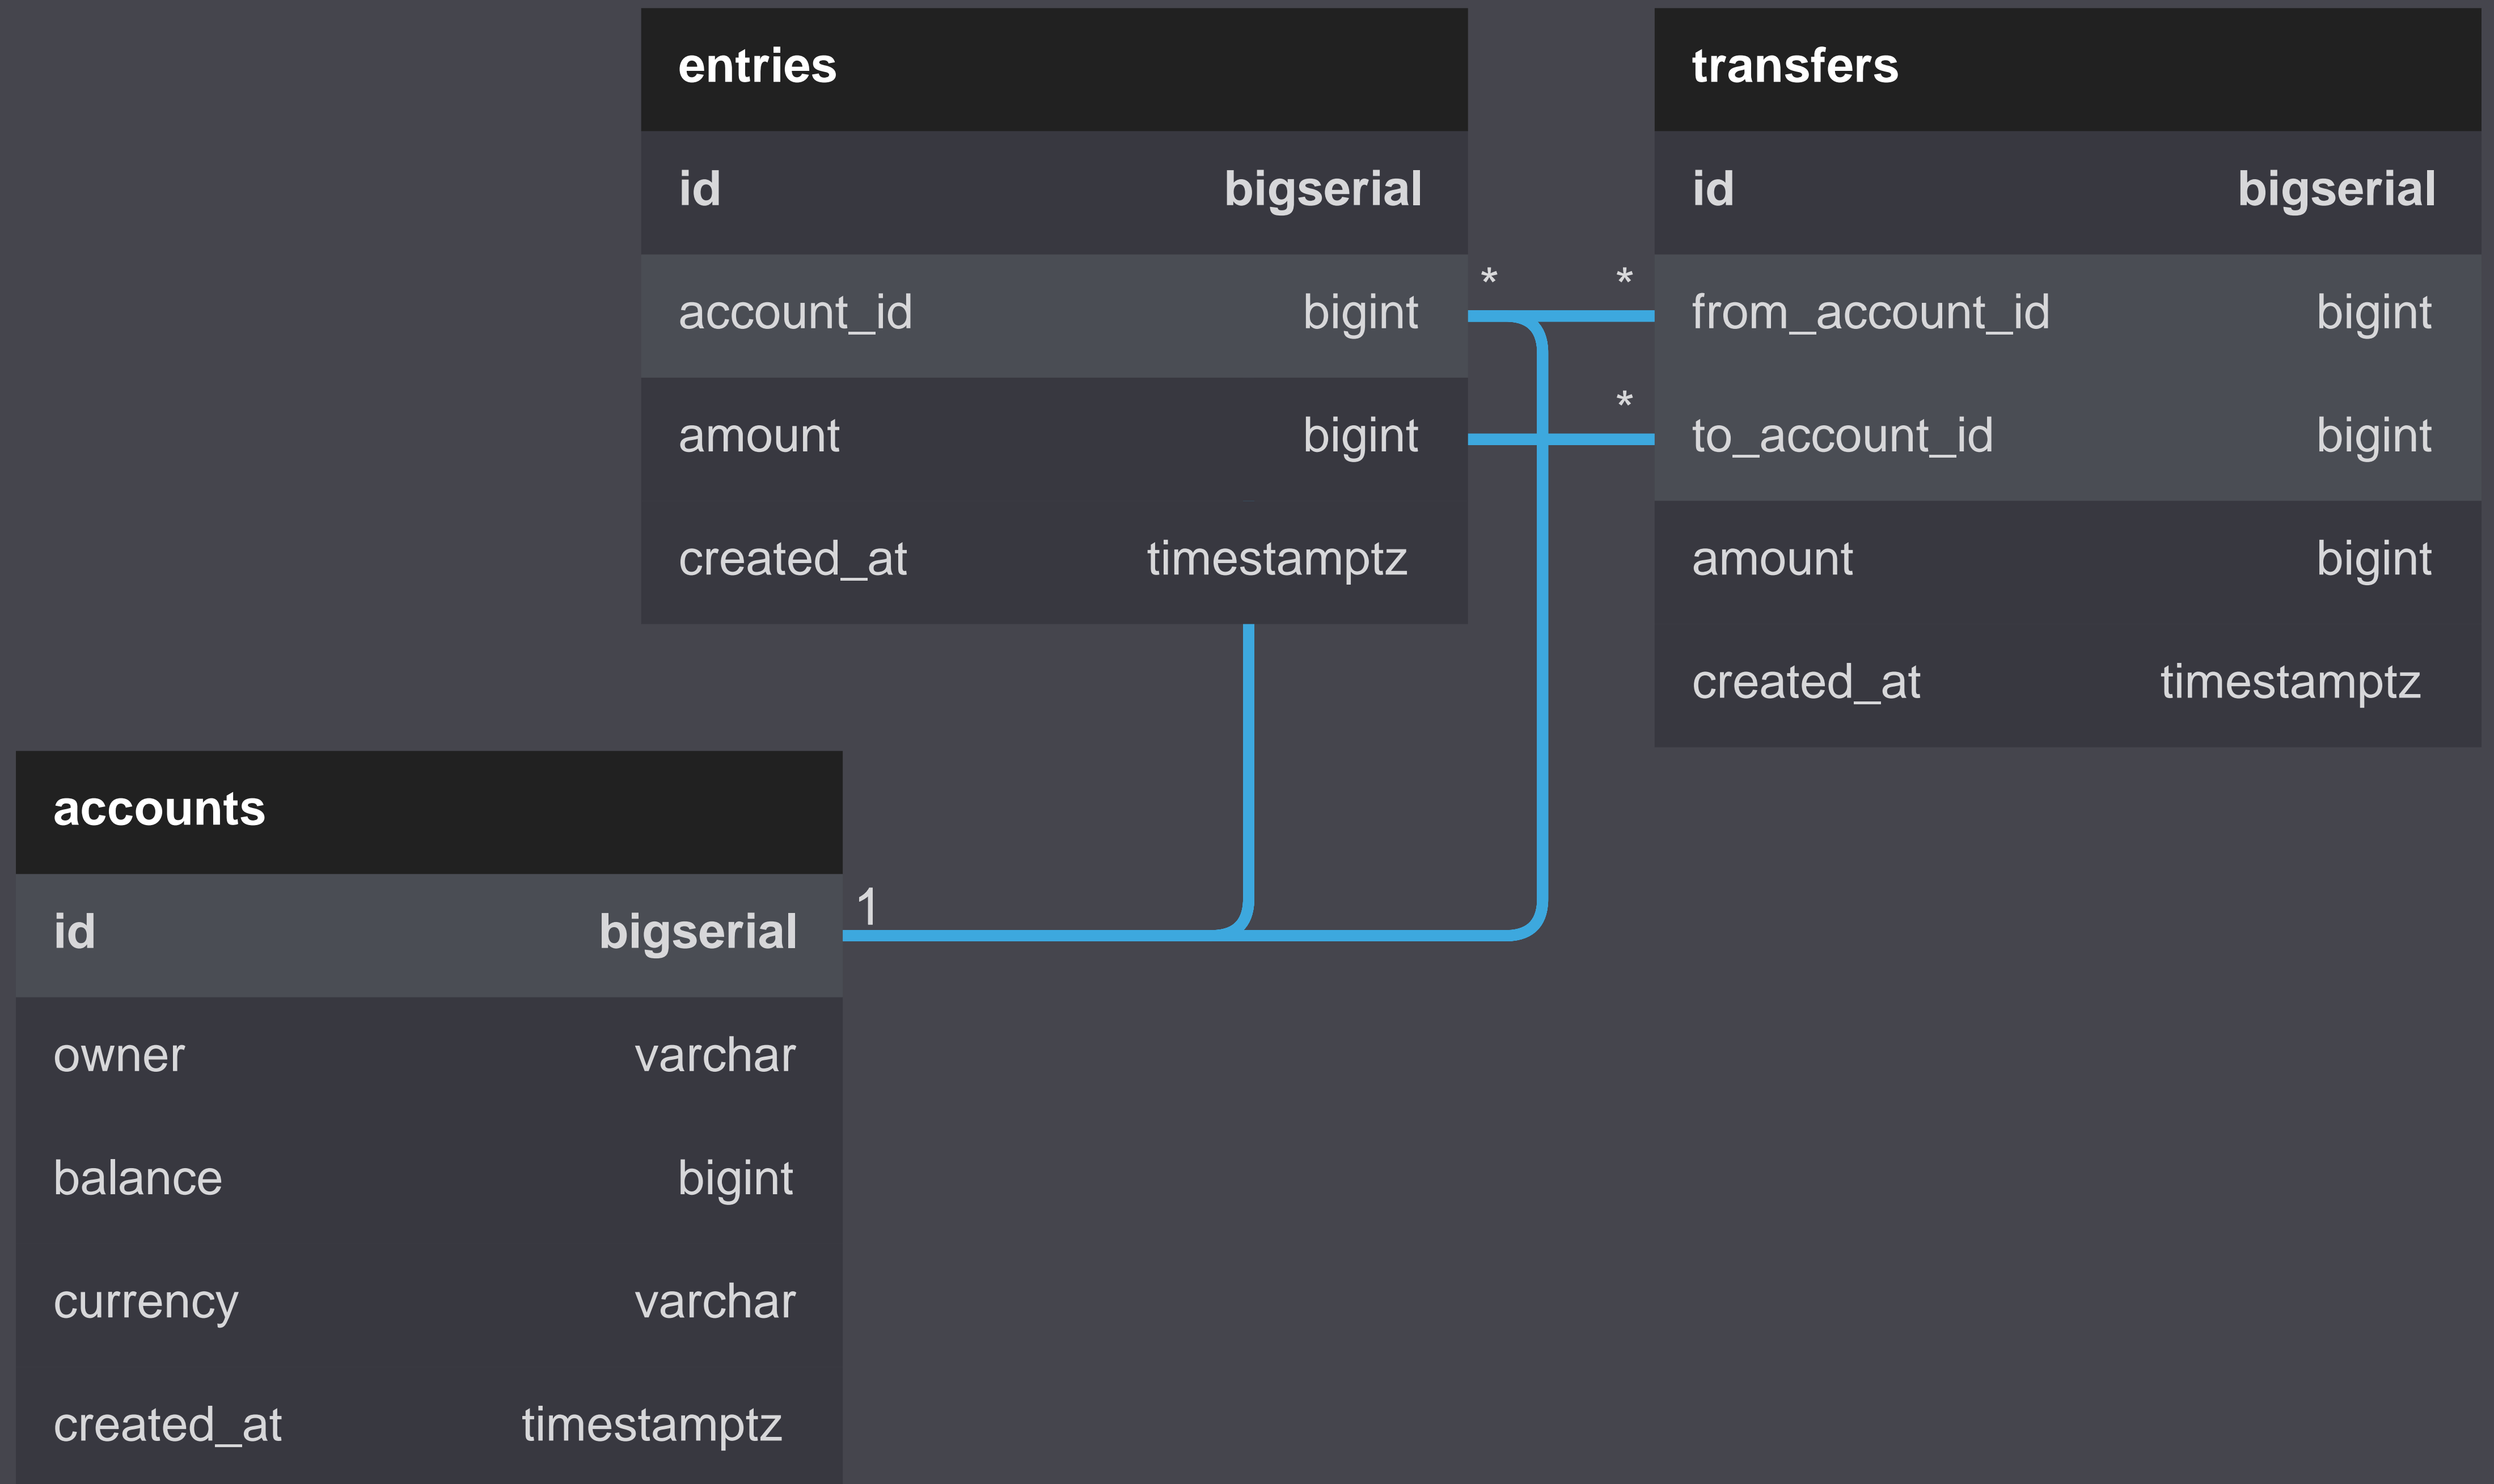 entries
id bigserial
account_id bigint
amount bigint
created_at timestamptz
*
transfers
id bigserial
* from_account_id bigint
* to_account_id bigint
amount bigint
created_at timestamptz
accounts
id bigserial 1
owner varchar
balance bigint
currency varchar
created_at timestamptz